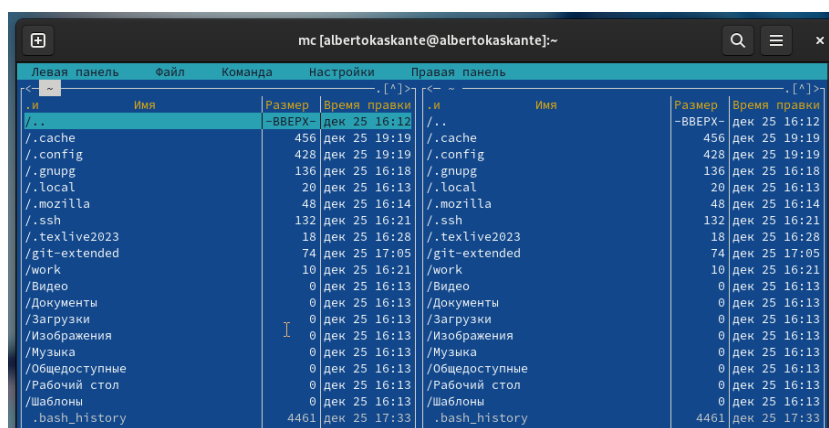 mc [albertokaskante@albertokaskante]:~
Левая панель Файл Команда Настройки Правая панель
<— ~ .[^]> <— ~ .[^]>
.и Имя Размер Время правки .и Имя Размер Время правки
/.. -ВВЕРХ- дек 25 16:12 /.. -ВВЕРХ- дек 25 16:12
/.cache 456 дек 25 19:19 /.cache 456 дек 25 19:19
/.config 428 дек 25 19:19 /.config 428 дек 25 19:19
/.gnupg 136 дек 25 16:18 /.gnupg 136 дек 25 16:18
/.local 20 дек 25 16:13 /.local 20 дек 25 16:13
/.mozilla 48 дек 25 16:14 /.mozilla 48 дек 25 16:14
/.ssh 132 дек 25 16:21 /.ssh 132 дек 25 16:21
/.texlive2023 18 дек 25 16:28 /.texlive2023 18 дек 25 16:28
/git-extended 74 дек 25 17:05 /git-extended 74 дек 25 17:05
/work 10 дек 25 16:21 /work 10 дек 25 16:21
/Видео 0 дек 25 16:13 /Видео 0 дек 25 16:13
/Документы 0 дек 25 16:13 /Документы 0 дек 25 16:13
/Загрузки 0 дек 25 16:13 /Загрузки 0 дек 25 16:13
/Изображения 0 дек 25 16:13 /Изображения 0 дек 25 16:13
/Музыка 0 дек 25 16:13 /Музыка 0 дек 25 16:13
/Общедоступные 0 дек 25 16:13 /Общедоступные 0 дек 25 16:13
/Рабочий стол 0 дек 25 16:13 /Рабочий стол 0 дек 25 16:13
/Шаблоны 0 дек 25 16:13 /Шаблоны 0 дек 25 16:13
.bash_history 4461 дек 25 17:33 .bash_history 4461 дек 25 17:33